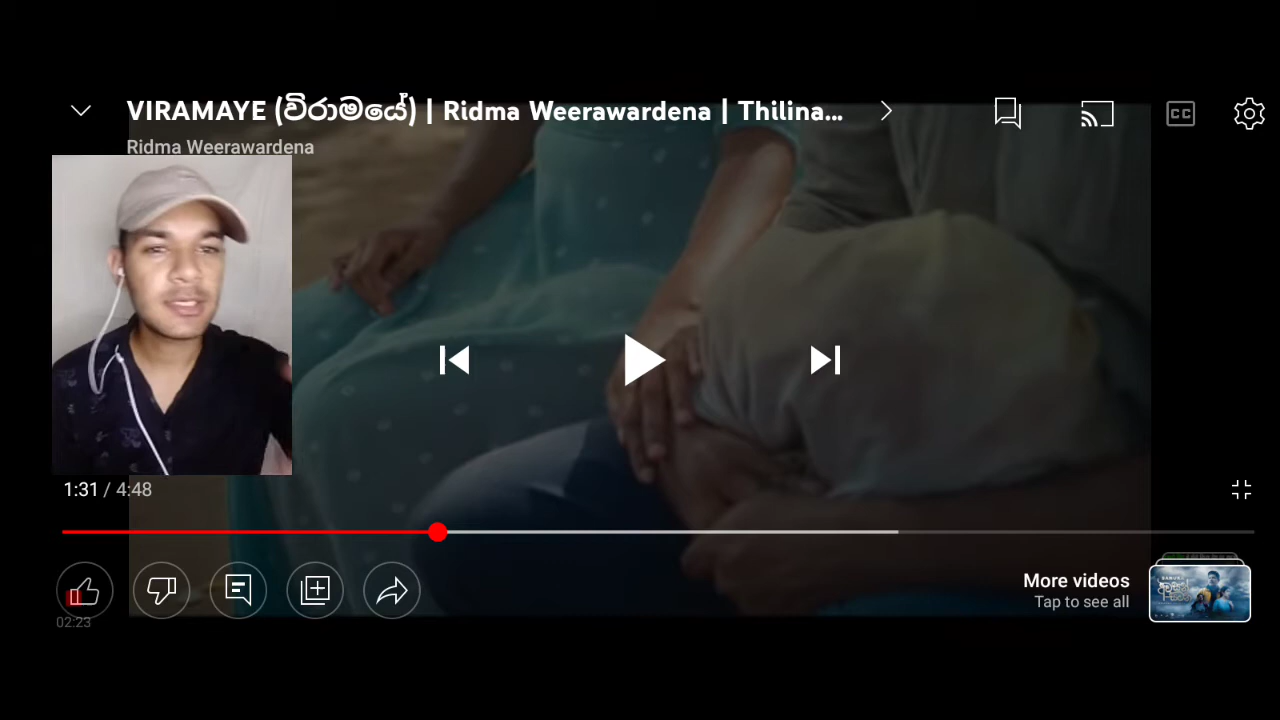 VIRAMAYE (විරාමයේ) | Ridma Weerawardena | Thilina...
Ridma Weerawardena
CC
1:31 / 4:48
More videos
Tap to see all
02:23